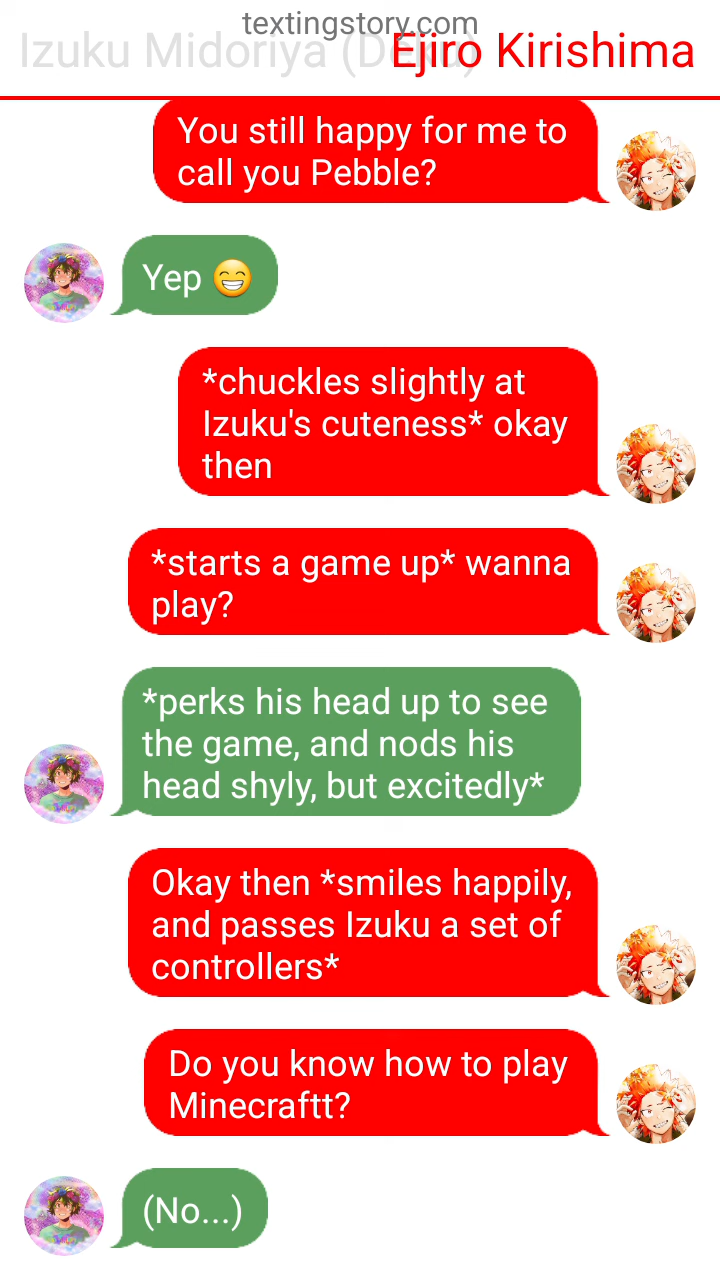 textingstory.com
Izuku Midoriya (Deku)
Ejiro Kirishima
You still happy for me to
call you Pebble?
Yep 😁
*chuckles slightly at
Izuku's cuteness* okay
then
*starts a game up* wanna
play?
*perks his head up to see
the game, and nods his
head shyly, but excitedly*
Okay then *smiles happily,
and passes Izuku a set of
controllers*
Do you know how to play
Minecraftt?
(No...)